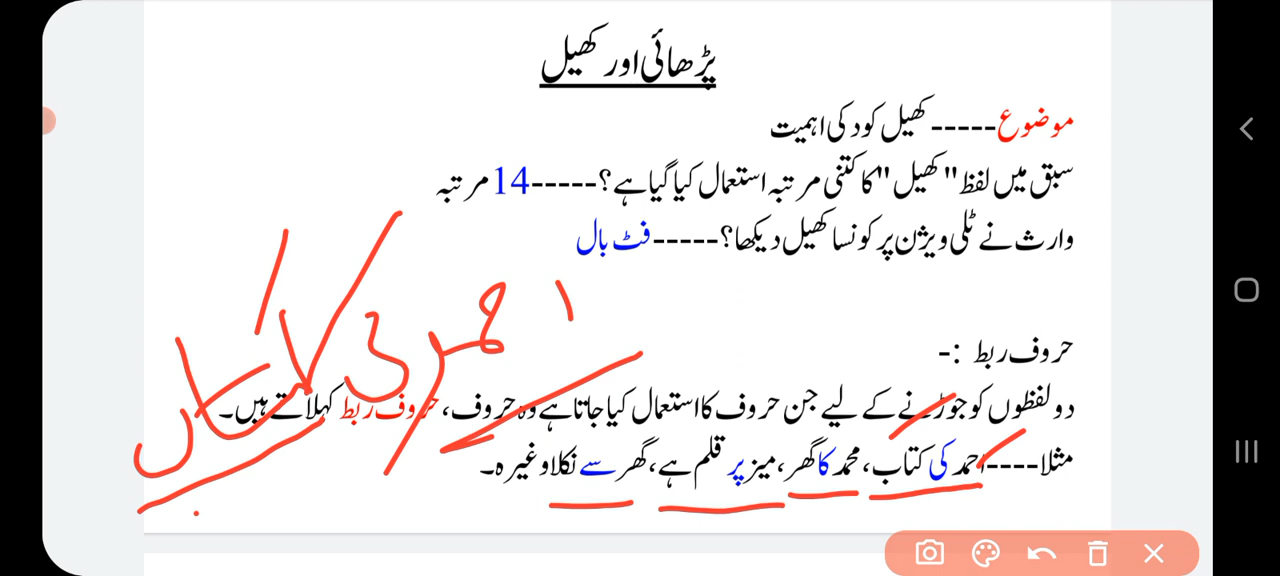 پڑھائی اور کھیل
موضوع-----کھیل کود کی اہمیت
سبق میں لفظ "کھیل" کا کتنی مرتبہ استعمال کیا گیا ہے؟-----14 مرتبہ
وارث نے ٹلی ویژن پر کونسا کھیل دیکھا؟-----فٹ بال
حروف ربط :-
دو لفظوں کو جوڑنے کے لیے جن حروف کا استعمال کیا جاتا ہے وہ حروف، حروف ربط کہلاتے ہیں۔
مثلا----احمد کی کتاب، محمد کا گھر، میز پر قلم ہے، گھر سے نکلا وغیرہ۔